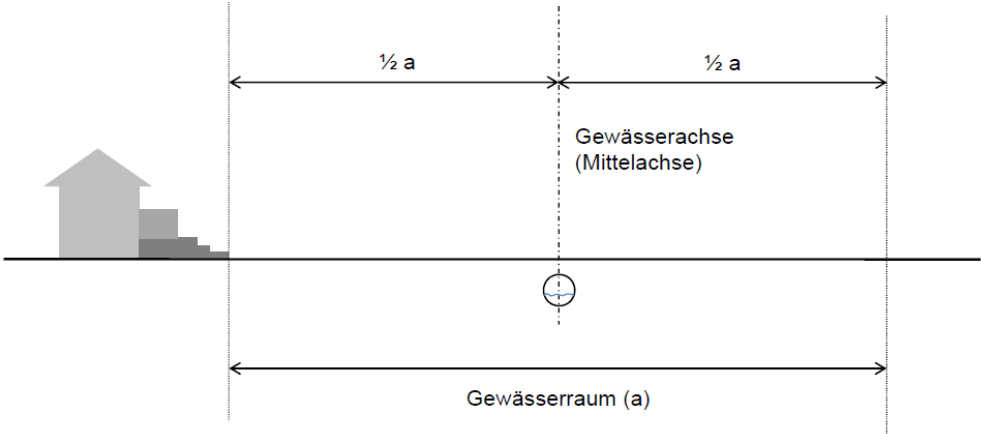 ½ a
½ a
Gewässerachse
(Mittelachse)
Gewässerraum (a)